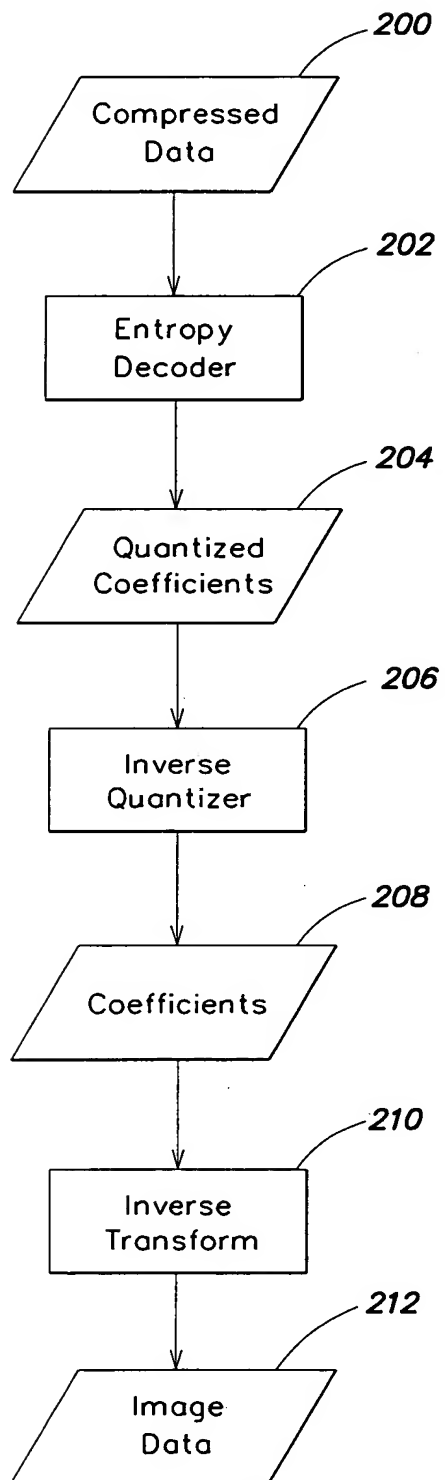 200
Compressed
Data
202
Entropy
Decoder
204
Quantized
Coefficients
206
Inverse
Quantizer
208
Coefficients
210
Inverse
Transform
212
Image
Data